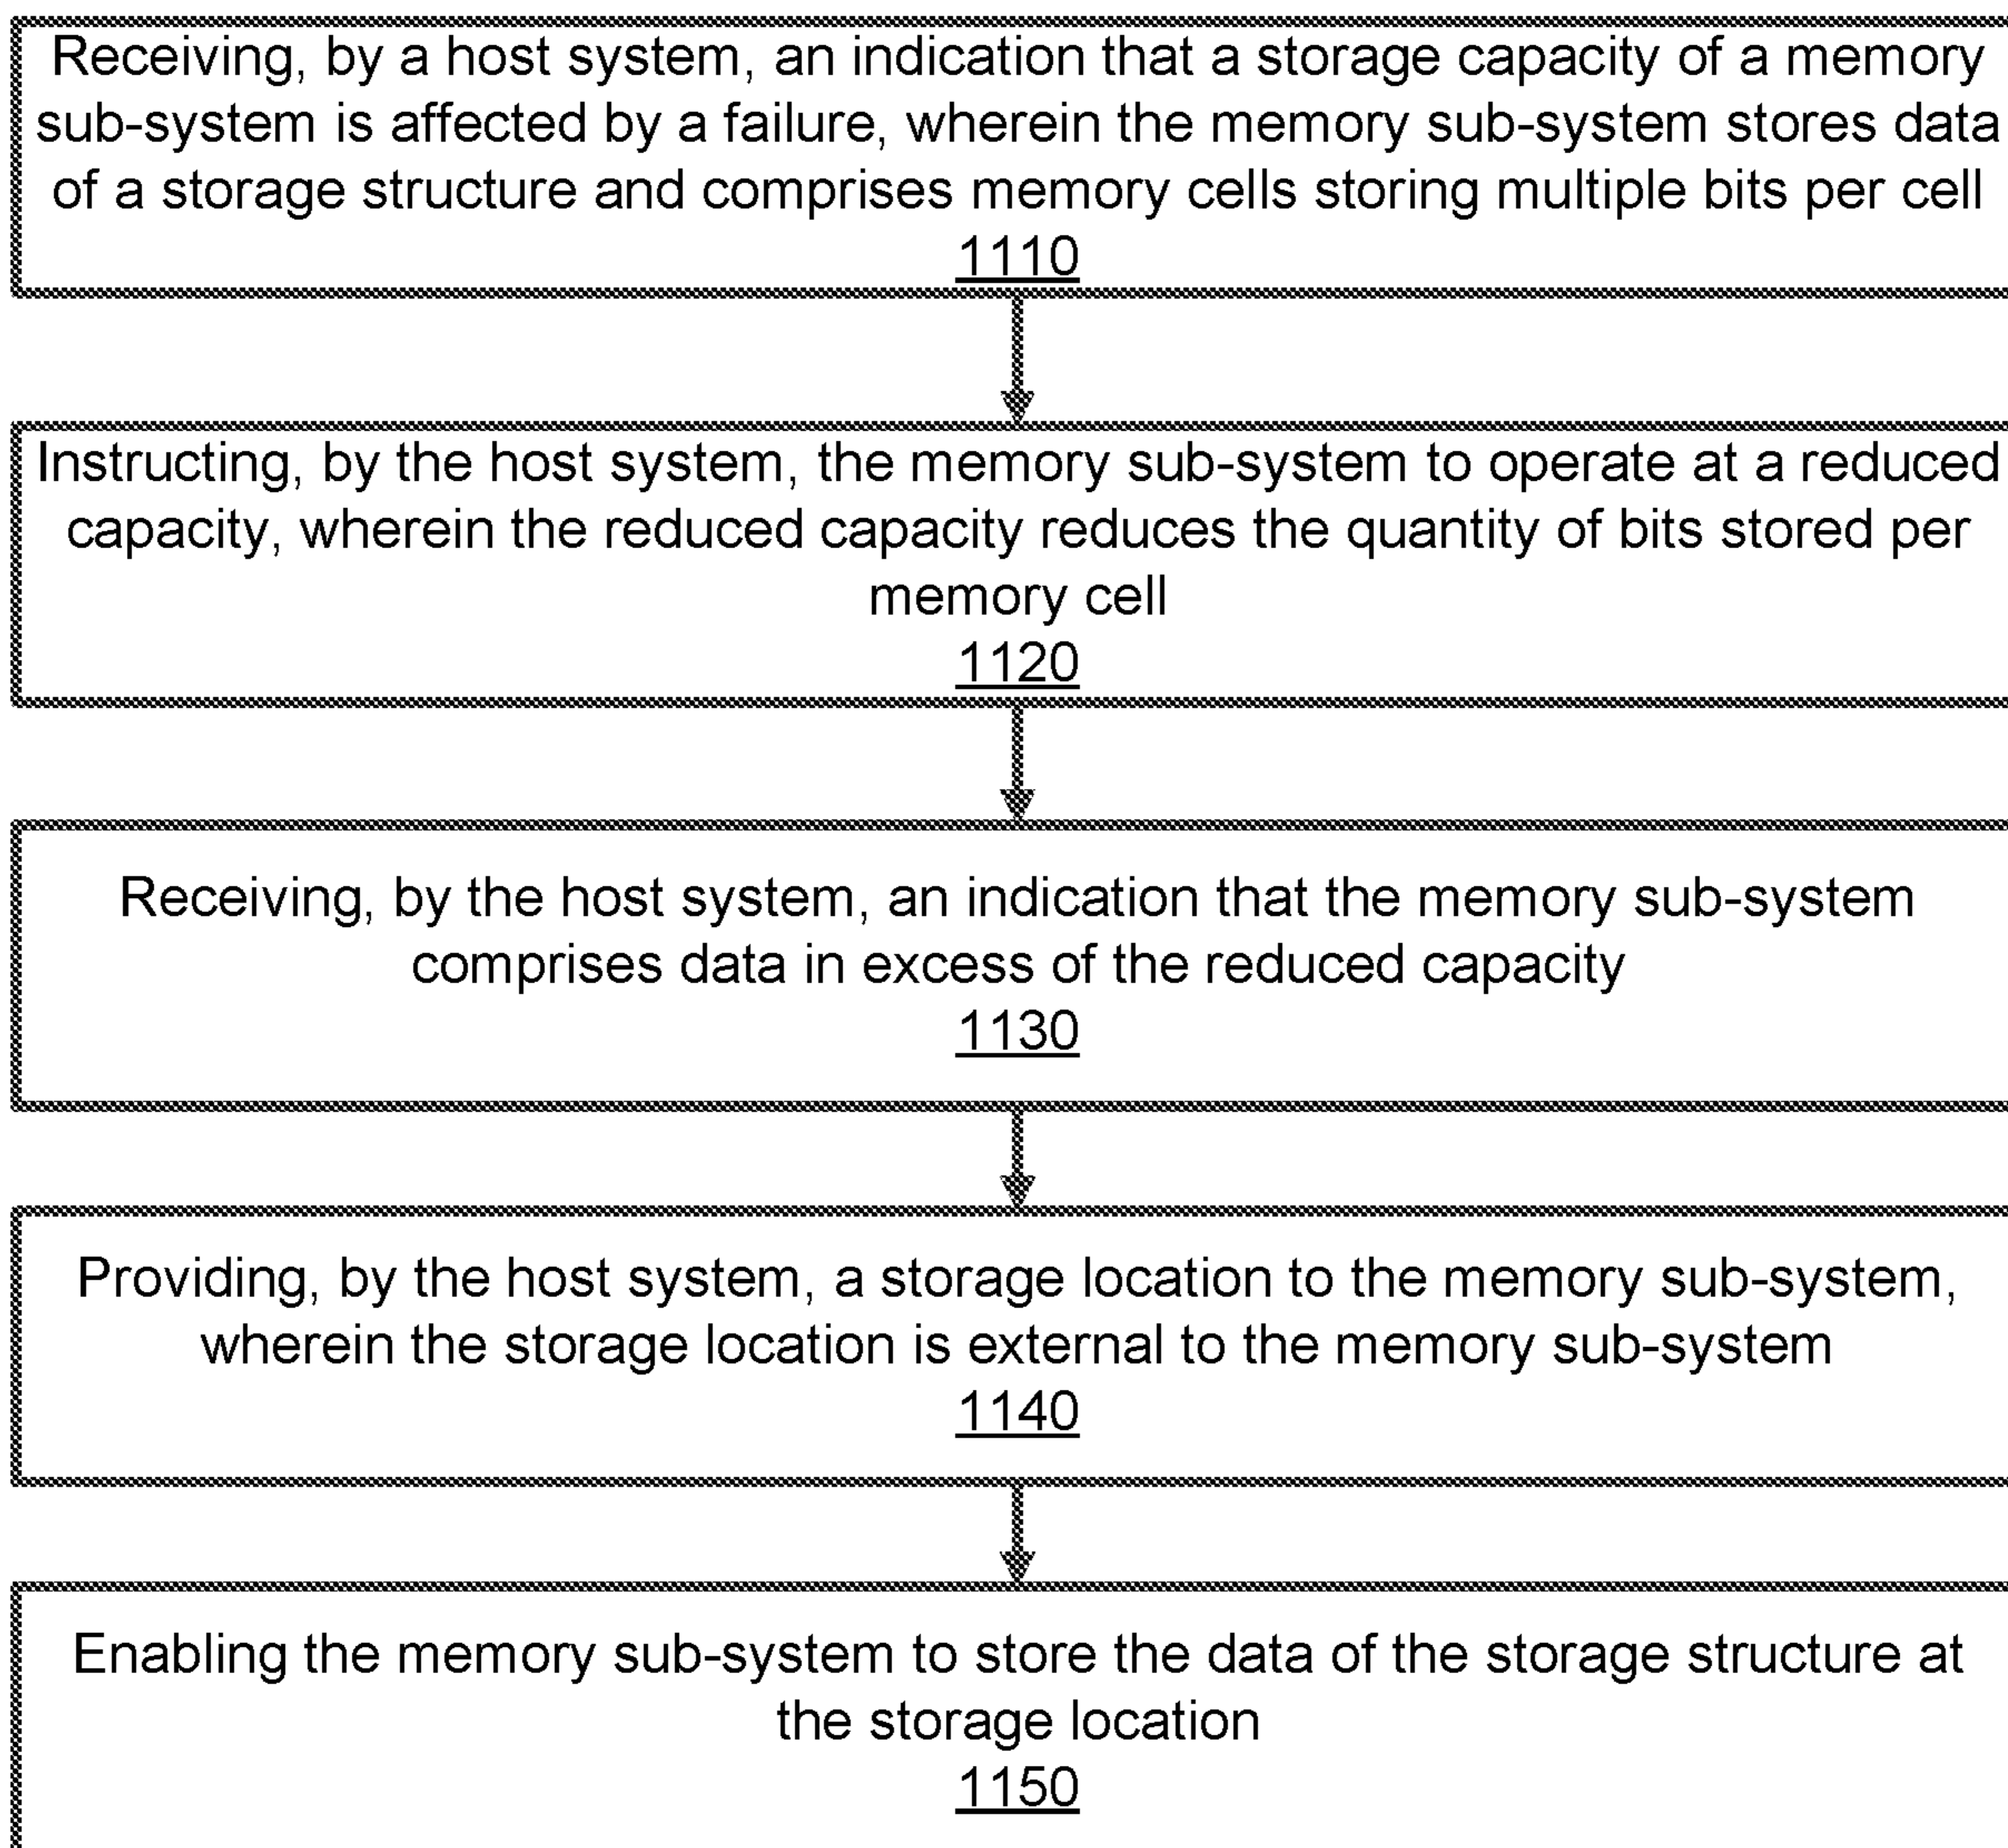 Receiving, by a host system, an indication that a storage capacity of a memory
sub-system is affected by a failure, wherein the memory sub-system stores data
of a storage structure and comprises memory cells storing multiple bits per cell
1110
Instructing, by the host system, the memory sub-system to operate at a reduced
capacity, wherein the reduced capacity reduces the quantity of bits stored per
memory cell
1120
Receiving, by the host system, an indication that the memory sub-system
comprises data in excess of the reduced capacity
1130
Providing, by the host system, a storage location to the memory sub-system,
wherein the storage location is external to the memory sub-system
1140
Enabling the memory sub-system to store the data of the storage structure at
the storage location
1150